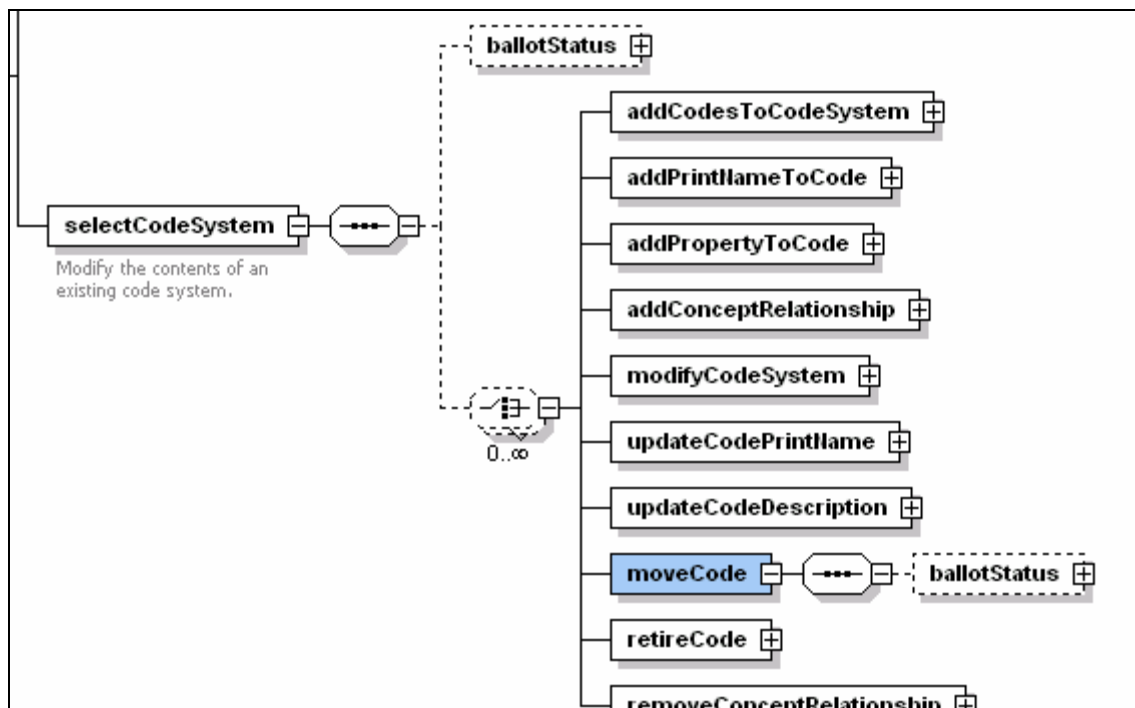 ballotStatus
addCodesToCodeSystem
addPrintNameToCode
selectCodeSystem
addPropertyToCode
Modify the contents of an
existing code system.
addConceptRelationship
modifyCodeSystem
updateCodePrintName
0..∞
updateCodeDescription
moveCode
ballotStatus
retireCode
removeConceptRelationship